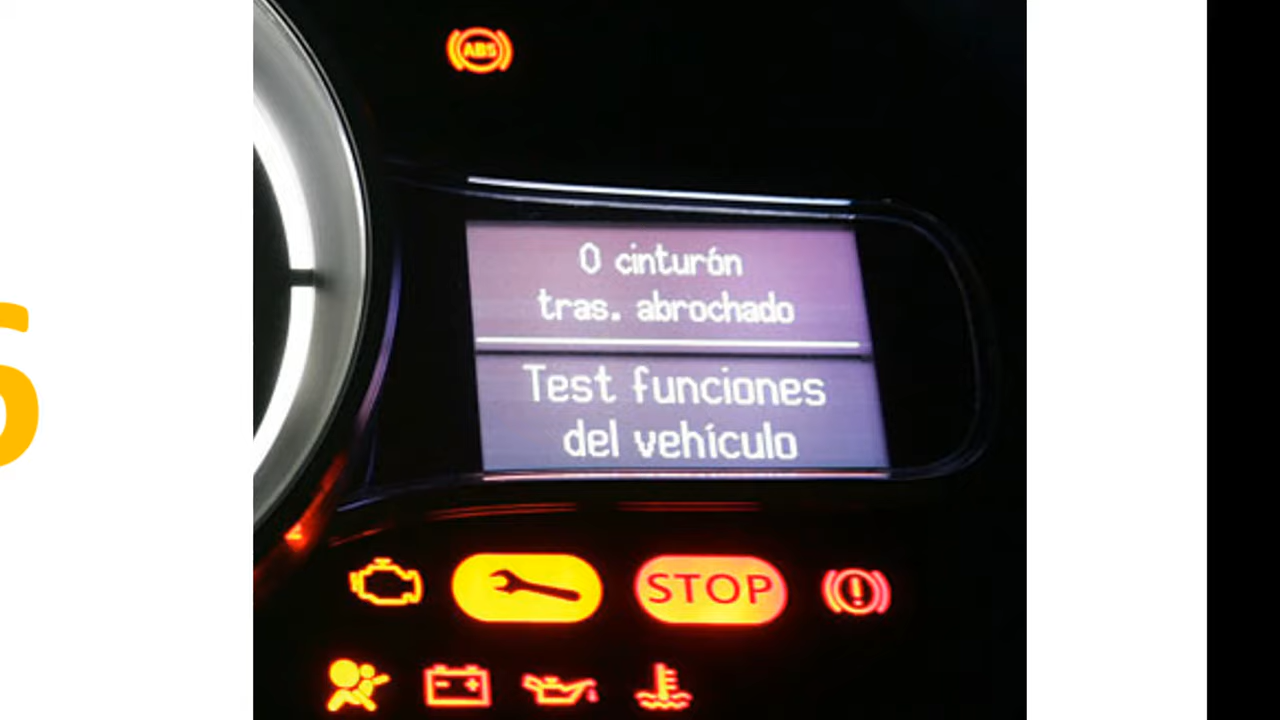 ABS
0 cinturón
tras. abrochado
Test funciones
del vehículo
STOP